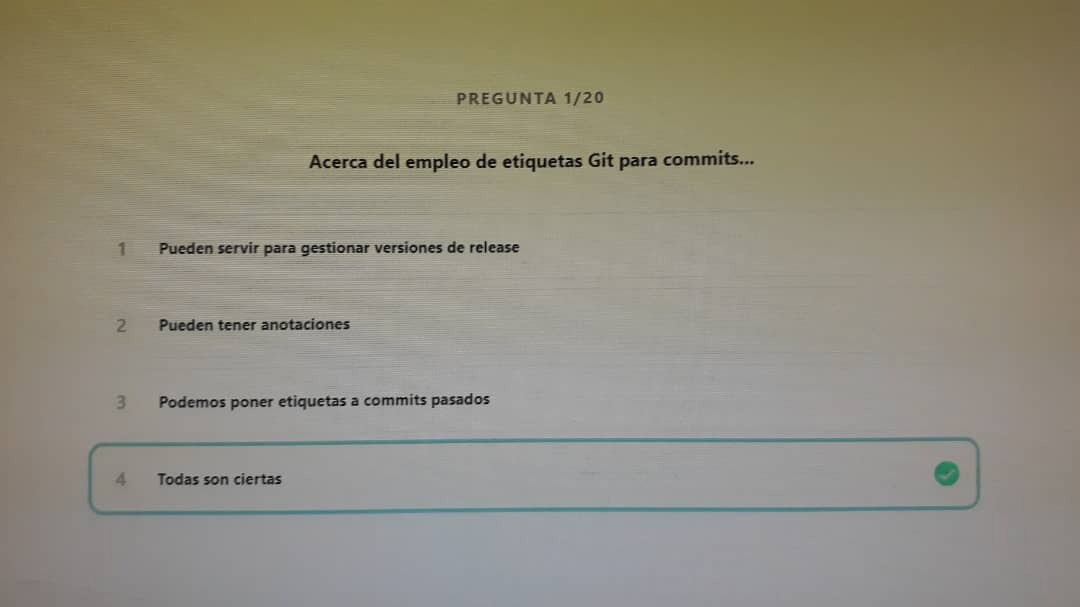 PREGUNTA 1/20
Acerca del empleo de etiquetas Git para commits...
1 Pueden servir para gestionar versiones de release
2 Pueden tener anotaciones
3 Podemos poner etiquetas a commits pasados
4 Todas son ciertas